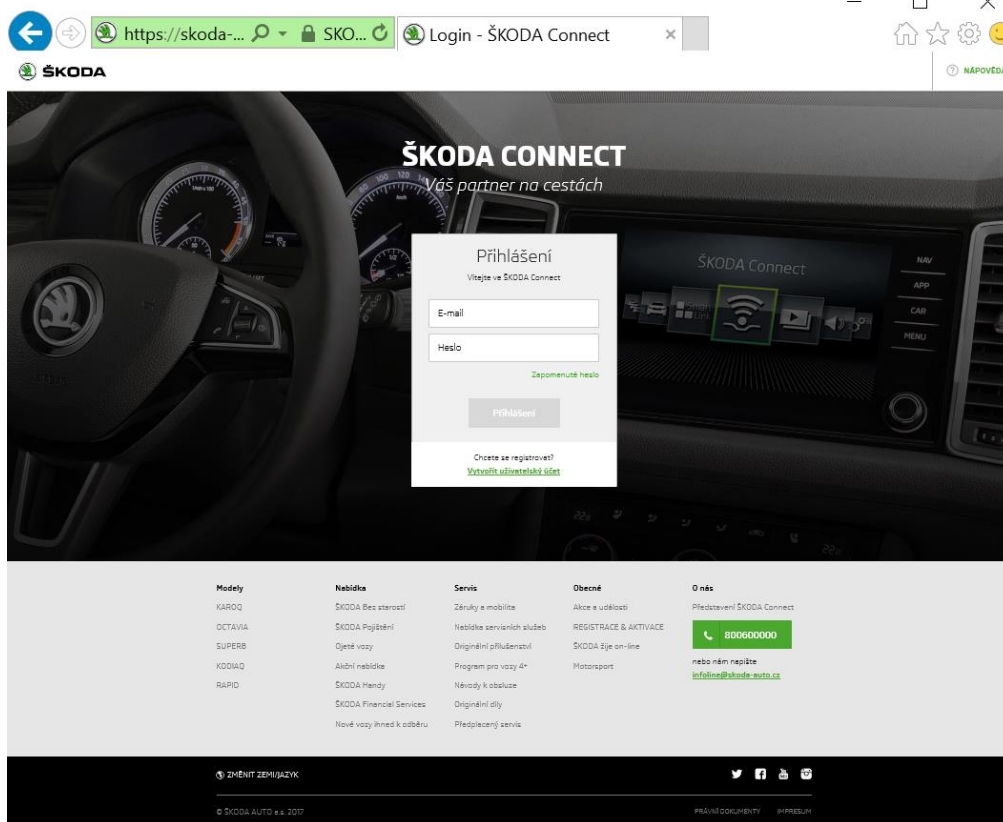 https://skoda-... SKO... Login - ŠKODA Connect
ŠKODA
NÁPOVĚDA
ŠKODA CONNECT
Váš partner na cestách
Přihlášení
Vítejte ve ŠKODA Connect
E-mail
Heslo
Zapomenuté heslo
Přihlášení
Chcete se registrovat?
Vytvořit uživatelský účet
ŠKODA Connect
NAV
APP
CAR
MENU
Modely
KAROQ
OCTAVIA
SUPERB
KODIAQ
RAPID
Nabídka
ŠKODA Bez starostí
ŠKODA Pojištění
Ojeté vozy
Akční nabídka
ŠKODA Handy
ŠKODA Financial Services
Nové vozy ihned k odběru
Servis
Záruky a mobilita
Nabídka servisních služeb
Originální příslušenství
Program pro vozy 4+
Návody k obsluze
Originální díly
Předplacený servis
Obecné
Akce a události
REGISTRACE & AKTIVACE
ŠKODA žije on-line
Motorsport
O nás
Představení ŠKODA Connect
800600000
nebo nám napište
infoline@skoda-auto.cz
ZMĚNIT ZEMI/JAZYK
© ŠKODA AUTO a.s. 2017
PRÁVNÍ DOKUMENTY IMPRESUM